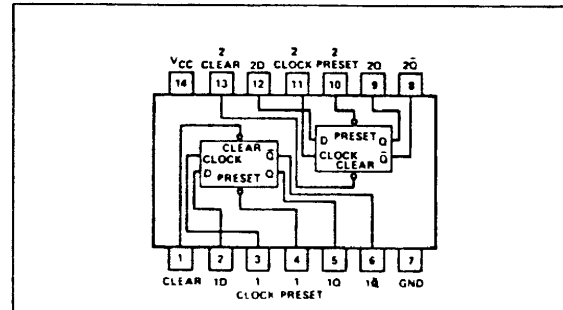 2 2 2
VCC CLEAR 2D CLOCK PRESET 2Q 2Q̄
14 13 12 11 10 9 8
PRESET
D Q
CLOCK Q̄
CLEAR
CLEAR
CLOCK Q̄
D Q
PRESET
1 2 3 4 5 6 7
CLEAR 1D 1 1 1Q 1Q̄ GND
CLOCK PRESET